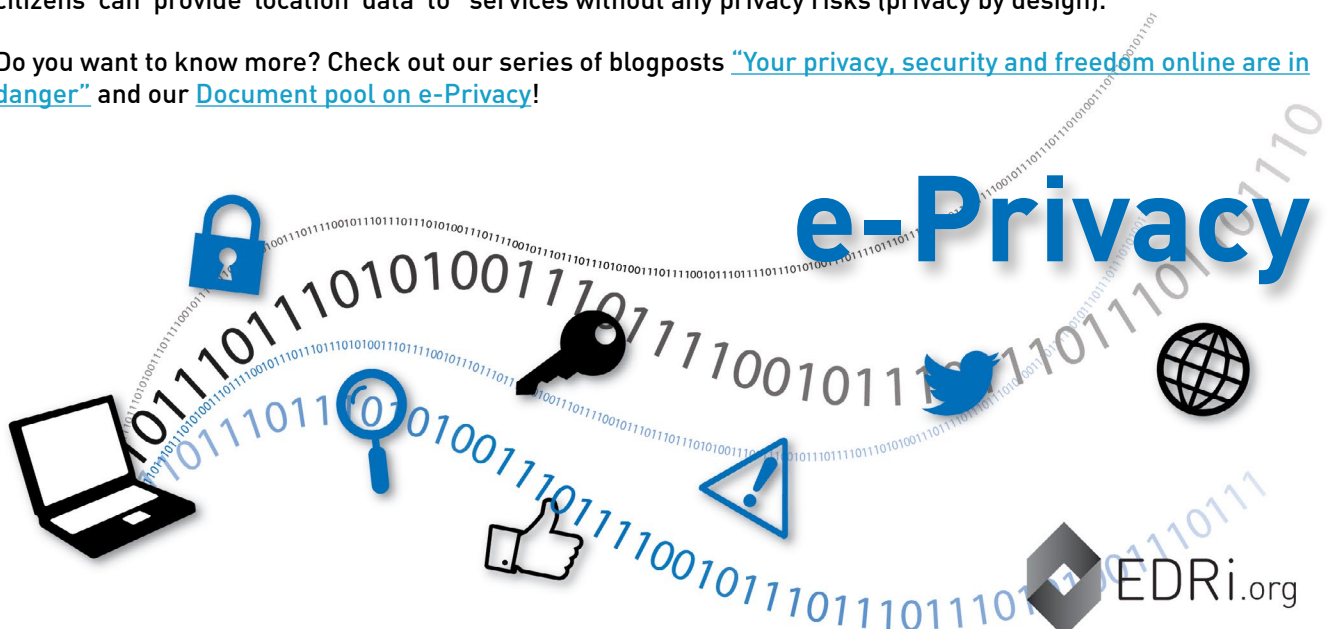 citizens can provide location data to services without any privacy risks (privacy by design).
Do you want to know more? Check out our series of blogposts "Your privacy, security and freedom online are in
danger" and our Document pool on e-Privacy!
e-Privacy
EDRi.org